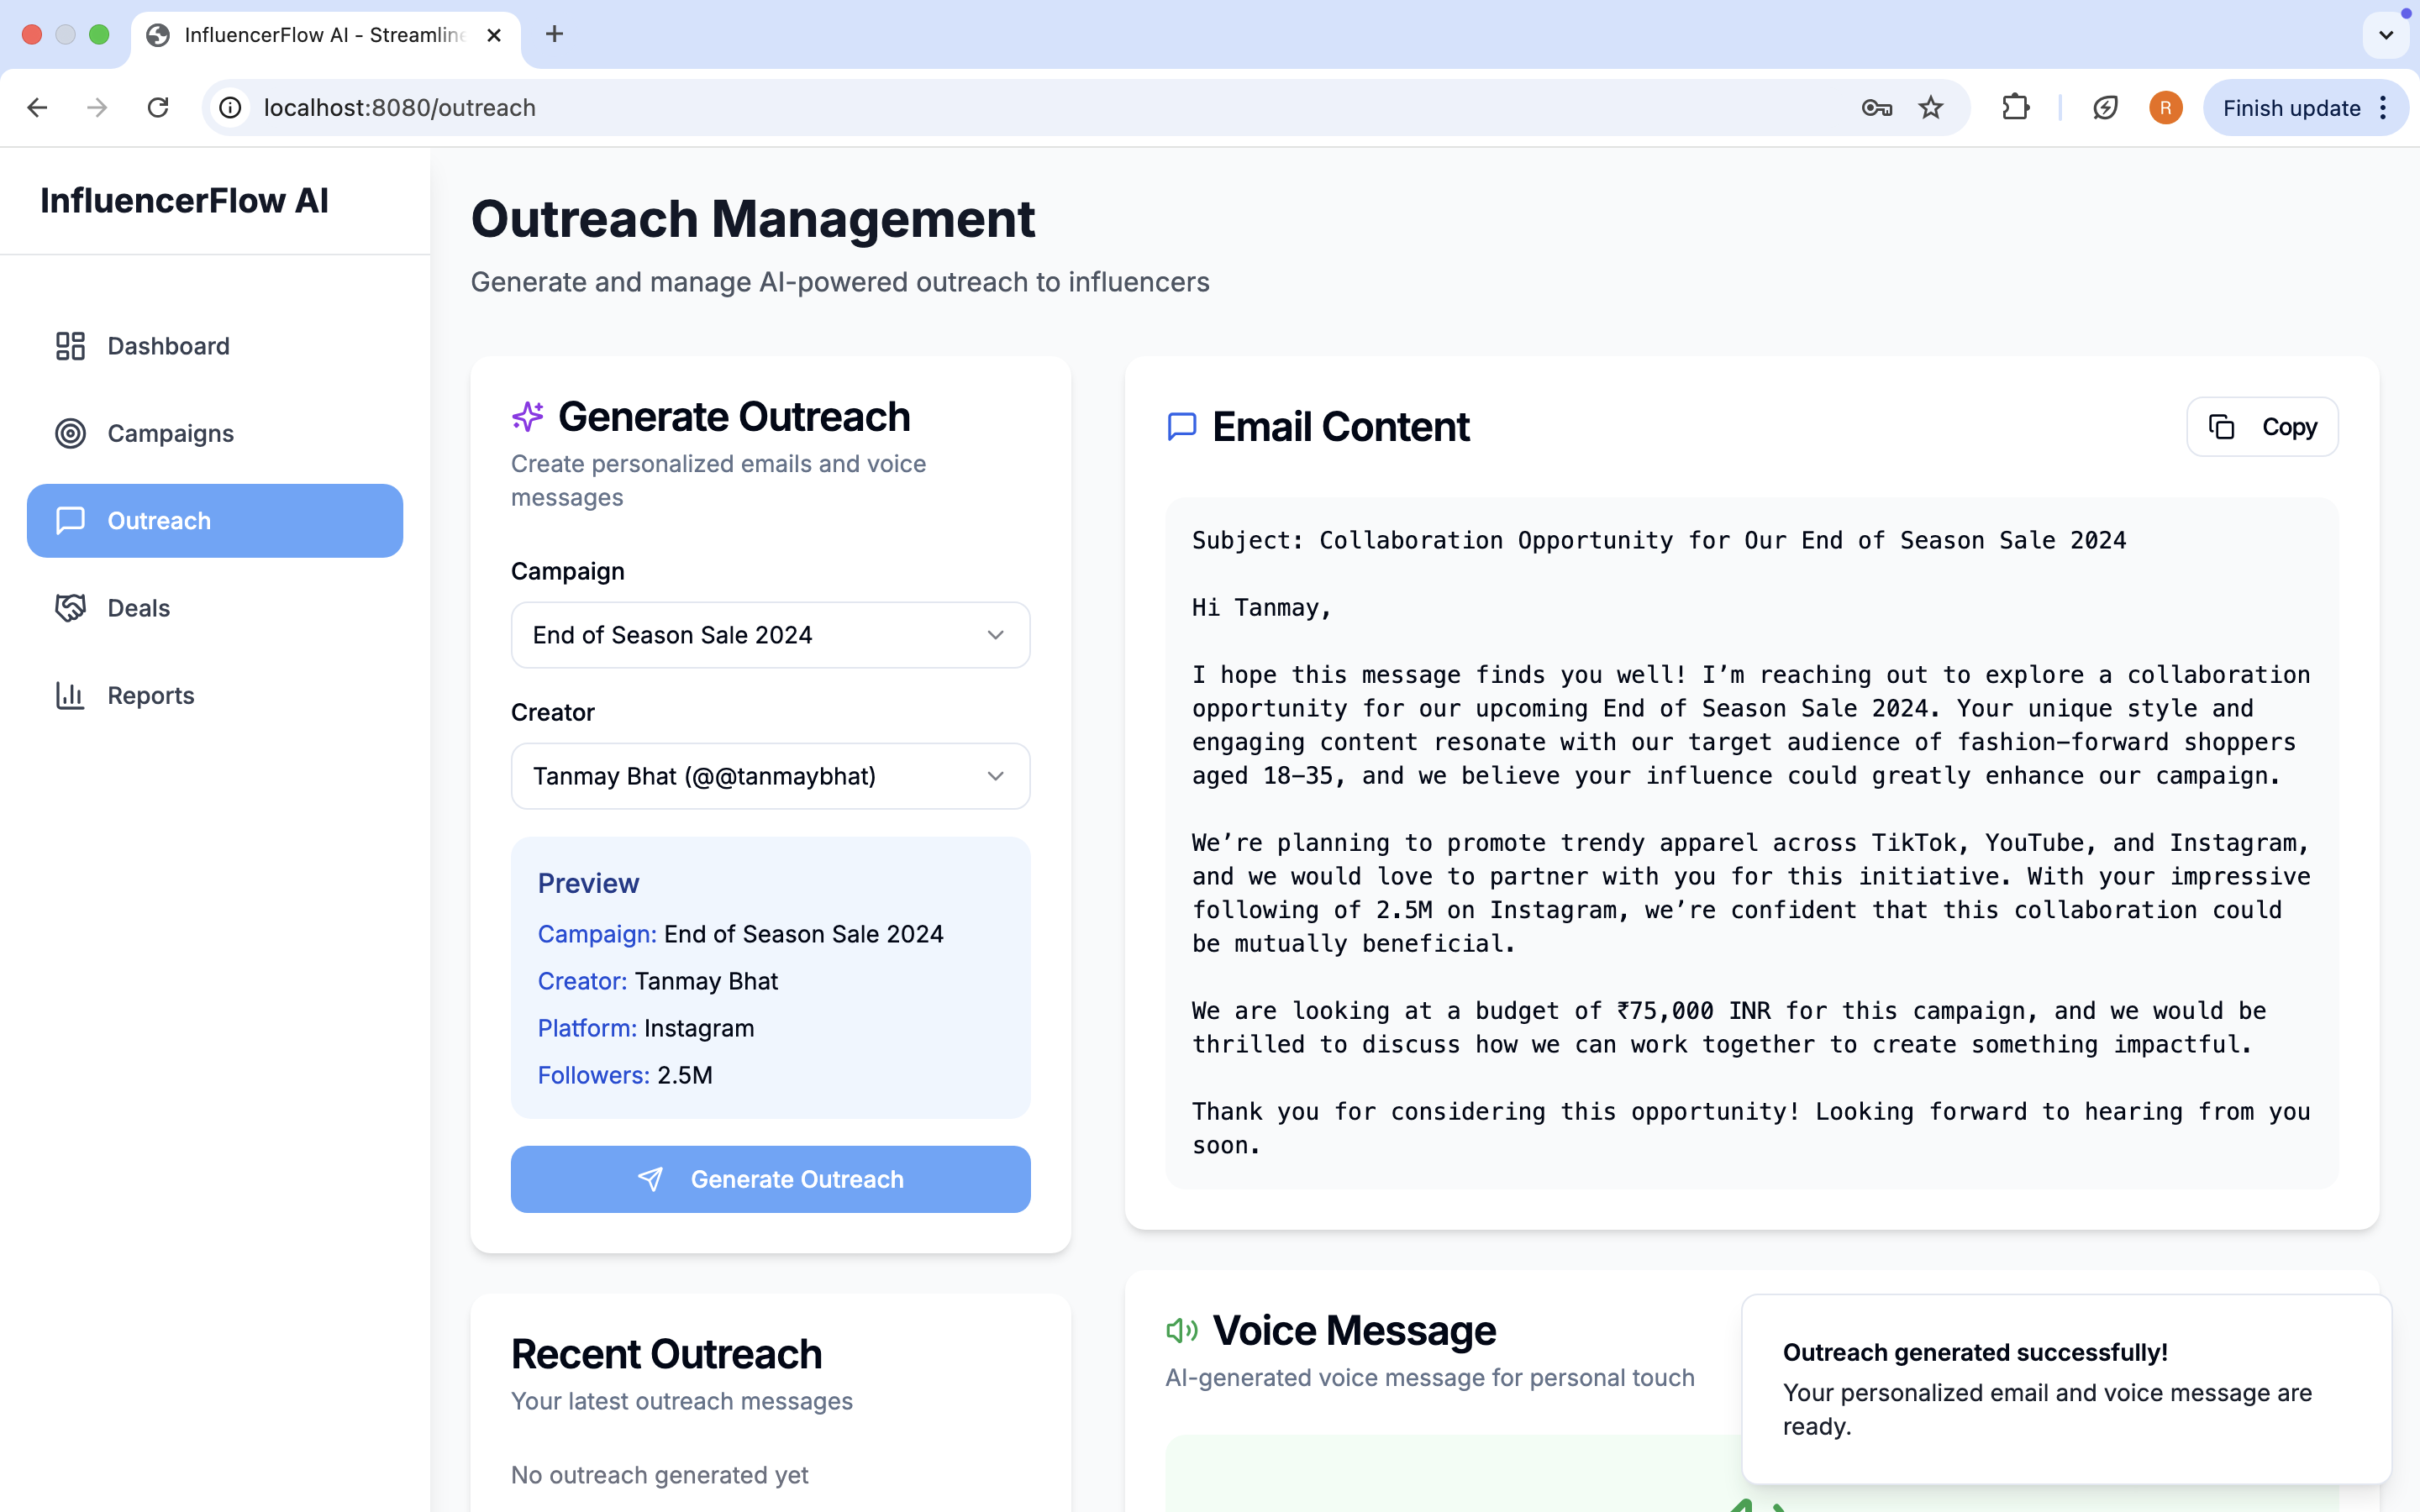 InfluencerFlow AI - Streamline
localhost:8080/outreach
R
Finish update
InfluencerFlow AI
Dashboard
Campaigns
Outreach
Deals
Reports
Outreach Management
Generate and manage AI-powered outreach to influencers
Generate Outreach
Create personalized emails and voice
messages
Campaign
End of Season Sale 2024
Creator
Tanmay Bhat (@@tanmaybhat)
Preview
Campaign: End of Season Sale 2024
Creator: Tanmay Bhat
Platform: Instagram
Followers: 2.5M
Generate Outreach
Recent Outreach
Your latest outreach messages
No outreach generated yet
Email Content
Copy
Subject: Collaboration Opportunity for Our End of Season Sale 2024
Hi Tanmay,
I hope this message finds you well! I’m reaching out to explore a collaboration
opportunity for our upcoming End of Season Sale 2024. Your unique style and
engaging content resonate with our target audience of fashion-forward shoppers
aged 18-35, and we believe your influence could greatly enhance our campaign.
We’re planning to promote trendy apparel across TikTok, YouTube, and Instagram,
and we would love to partner with you for this initiative. With your impressive
following of 2.5M on Instagram, we’re confident that this collaboration could
be mutually beneficial.
We are looking at a budget of ₹75,000 INR for this campaign, and we would be
thrilled to discuss how we can work together to create something impactful.
Thank you for considering this opportunity! Looking forward to hearing from you
soon.
Voice Message
AI-generated voice message for personal touch
Outreach generated successfully!
Your personalized email and voice message are
ready.